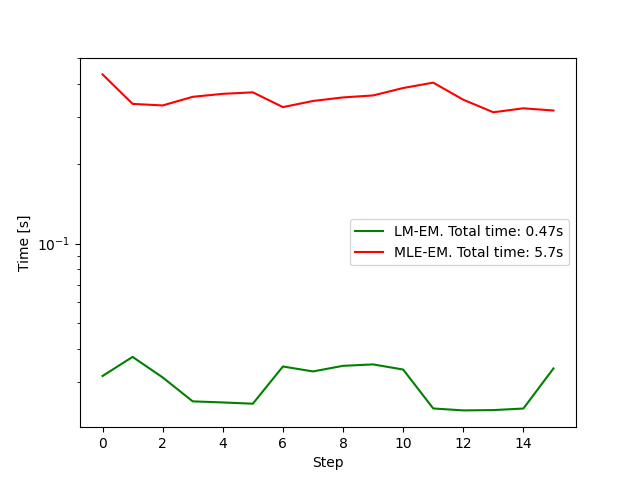 Time [s]
10⁻¹
LM-EM. Total time: 0.47s
MLE-EM. Total time: 5.7s
0 2 4 6 8 10 12 14
Step